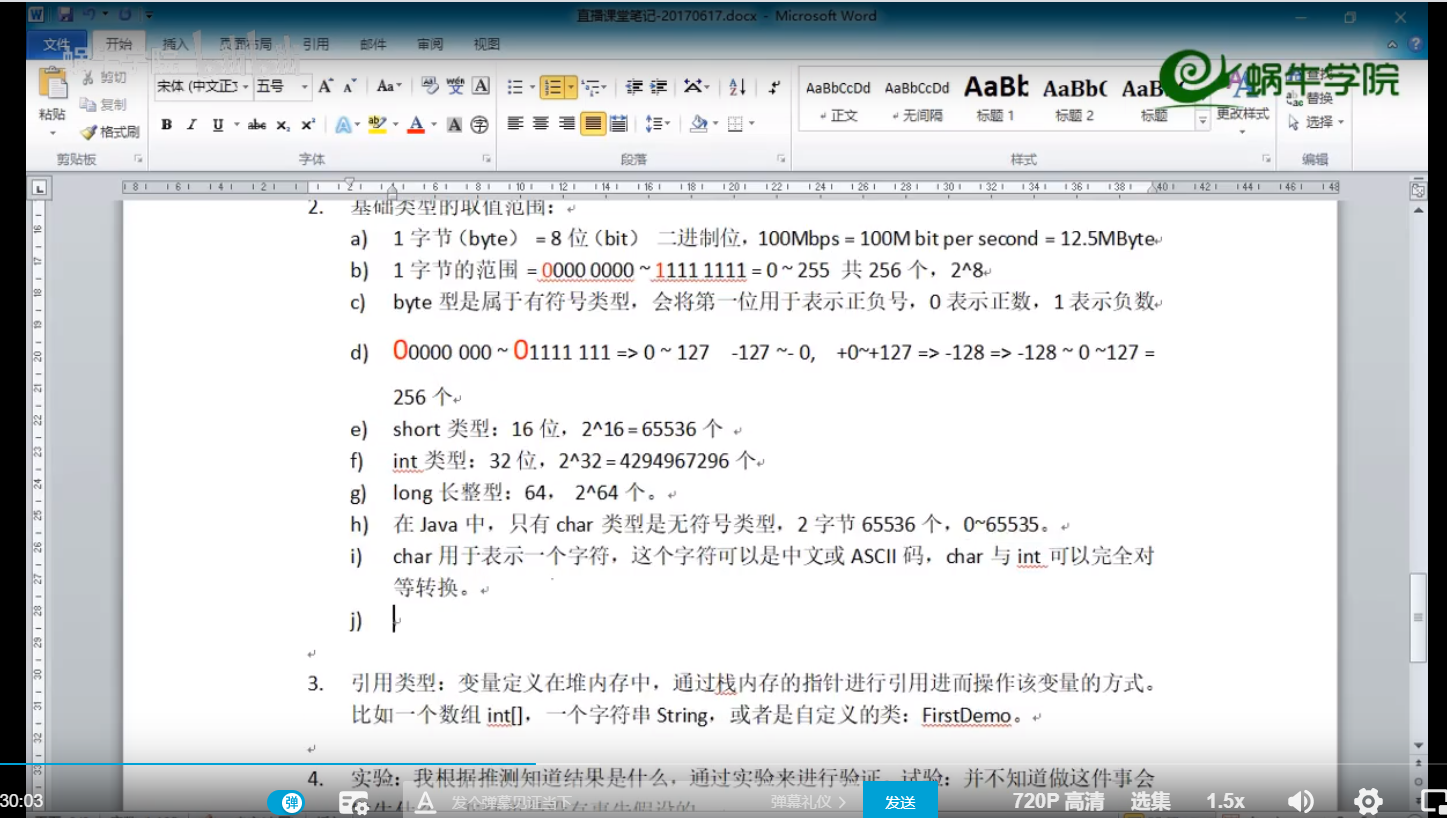 直播课堂笔记-20170617.docx - Microsoft Word
文件 开始 插入 页面布局 引用 邮件 审阅 视图
蜗牛学院
粘贴 剪切 复制 格式刷
宋体 (中文正 五号
AaBbCcDd AaBbCcDd AaBb AaBbC AaB
正文 无间隔 标题 1 标题 2 标题 更改样式
查找 替换 选择
剪贴板 字体 段落 样式 编辑
2. 基础类型的取值范围：
a) 1 字节（byte） = 8 位（bit） 二进制位，100Mbps = 100M bit per second = 12.5MByte
b) 1 字节的范围 = 0000 0000 ~ 1111 1111 = 0 ~ 255 共 256 个，2^8
c) byte 型是属于有符号类型，会将第一位用于表示正负号，0 表示正数，1 表示负数
d) 00000 000 ~ 01111 111 => 0 ~ 127 -127 ~- 0, +0~+127 => -128 => -128 ~ 0 ~127 =
256 个
e) short 类型：16 位，2^16 = 65536 个
f) int 类型：32 位，2^32 = 4294967296 个
g) long 长整型：64， 2^64 个。
h) 在 Java 中，只有 char 类型是无符号类型，2 字节 65536 个，0~65535。
i) char 用于表示一个字符，这个字符可以是中文或 ASCII 码，char 与 int 可以完全对
等转换。
j)
3. 引用类型：变量定义在堆内存中，通过栈内存的指针进行引用进而操作该变量的方式。
比如一个数组 int[]，一个字符串 String，或者是自定义的类：FirstDemo。
4. 实验：我根据推测知道结果是什么，通过实验来进行验证。试验：并不知道做这件事会
30:03 弹 发个弹幕见证当下 弹幕礼仪 发送 720P 高清 选集 1.5x